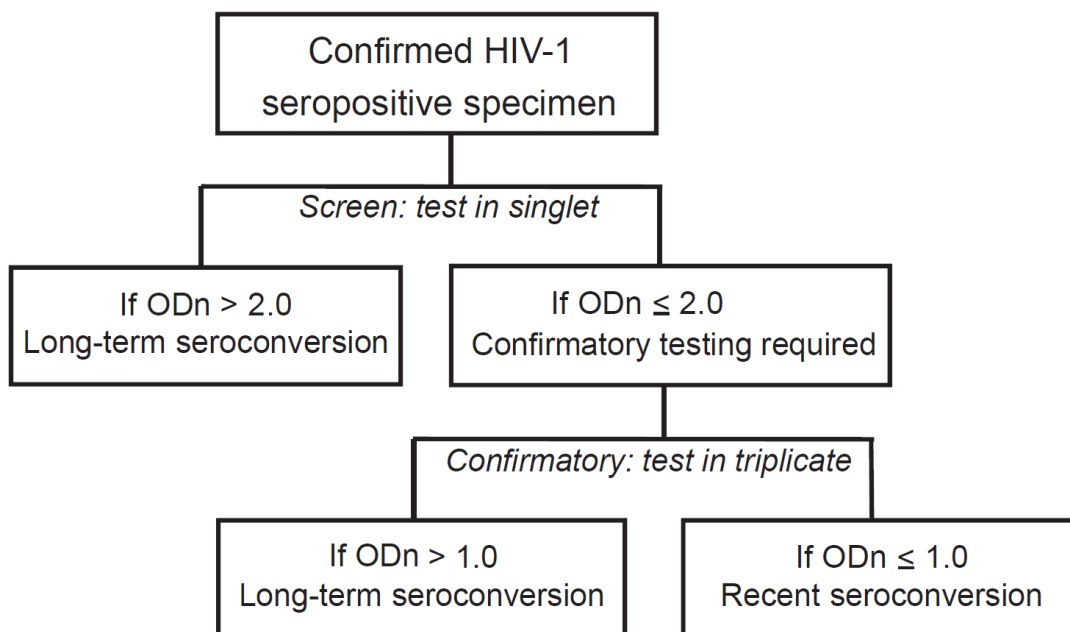 Confirmed HIV-1
seropositive specimen
Screen: test in singlet
If ODn > 2.0
Long-term seroconversion
If ODn ≤ 2.0
Confirmatory testing required
Confirmatory: test in triplicate
If ODn > 1.0
Long-term seroconversion
If ODn ≤ 1.0
Recent seroconversion